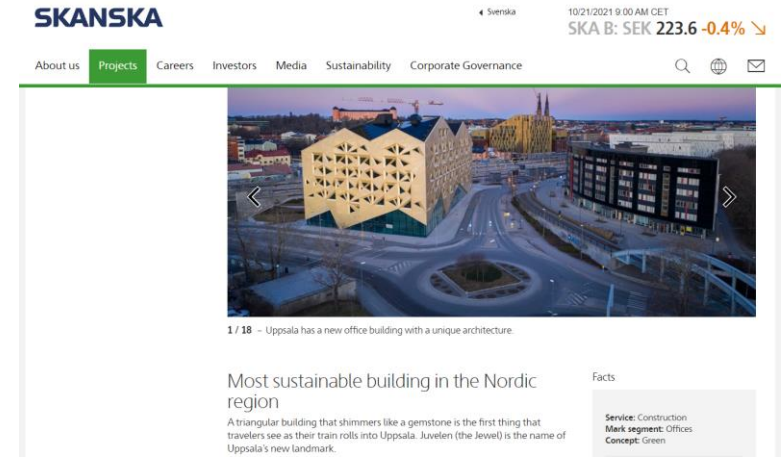 SKANSKA
Svenska
10/21/2021 9:00 AM CET
SKA B: SEK 223.6 -0.4%
About us Projects Careers Investors Media Sustainability Corporate Governance
1 / 18 – Uppsala has a new office building with a unique architecture.
Most sustainable building in the Nordic
region
A triangular building that shimmers like a gemstone is the first thing that
travelers see as their train rolls into Uppsala. Juvelen (the Jewel) is the name of
Uppsala's new landmark.
Facts
Service: Construction
Mark segment: Offices
Concept: Green